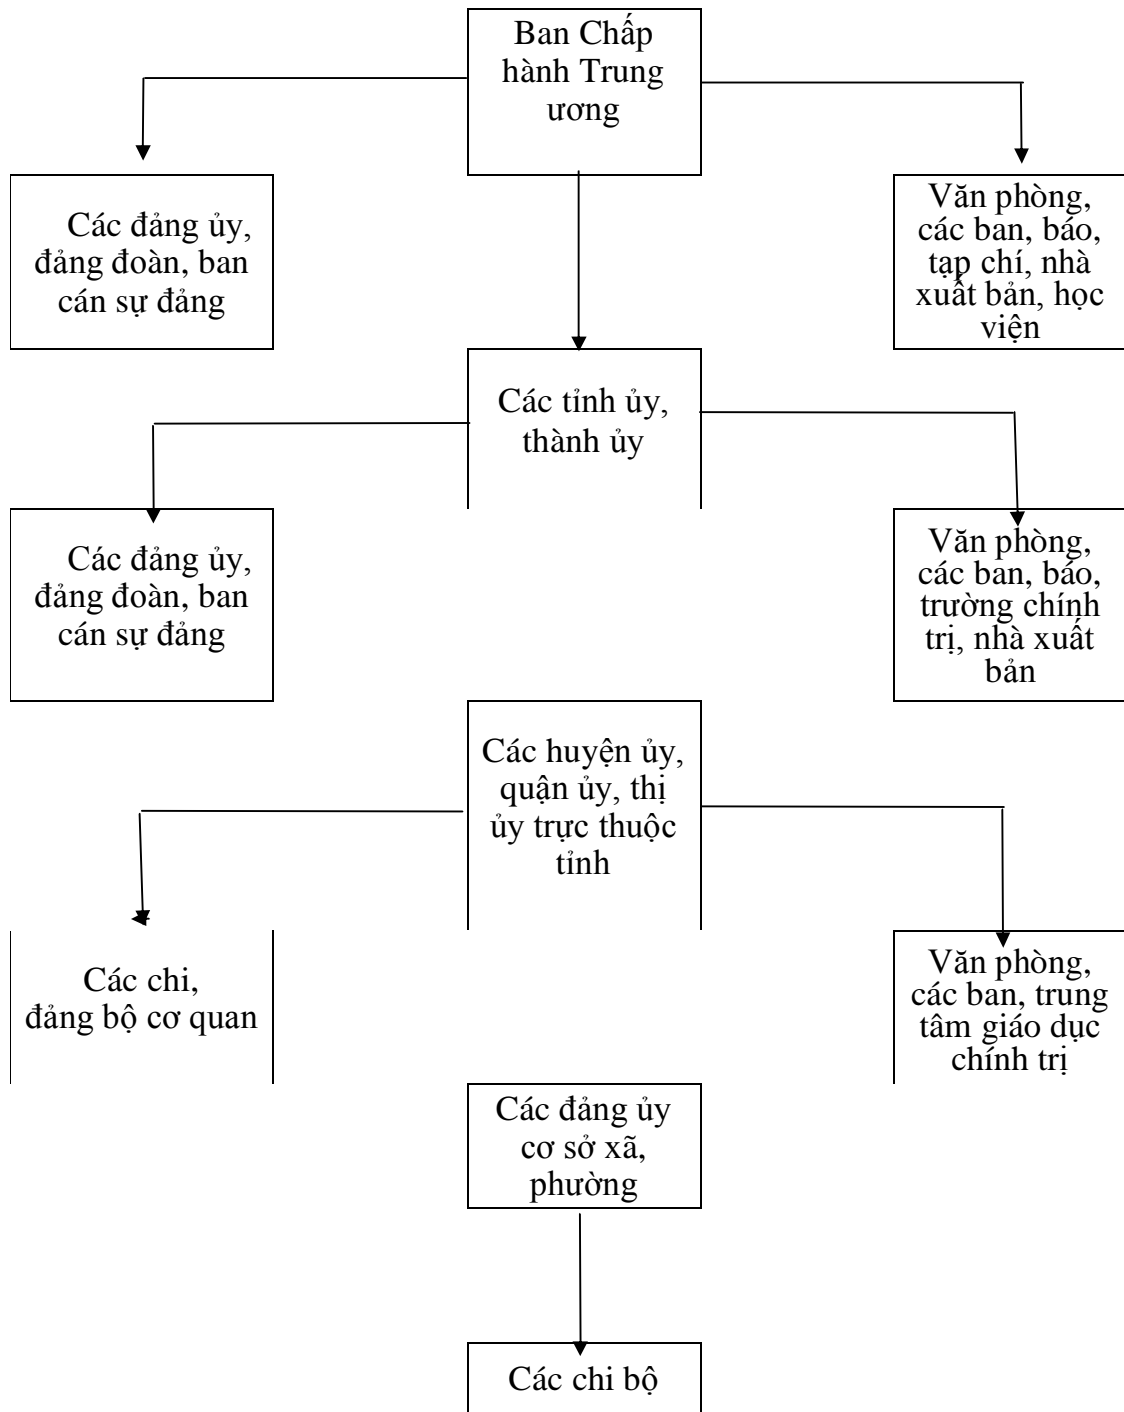 Ban Chấp
hành Trung
ương
Các đảng ủy,
đảng đoàn, ban
cán sự đảng
Văn phòng,
các ban, báo,
tạp chí, nhà
xuất bản, học
viện
Các tỉnh ủy,
thành ủy
Các đảng ủy,
đảng đoàn, ban
cán sự đảng
Văn phòng,
các ban, báo,
trường chính
trị, nhà xuất
bản
Các huyện ủy,
quận ủy, thị
ủy trực thuộc
tỉnh
Các chi,
đảng bộ cơ quan
Văn phòng,
các ban, trung
tâm giáo dục
chính trị
Các đảng ủy
cơ sở xã,
phường
Các chi bộ